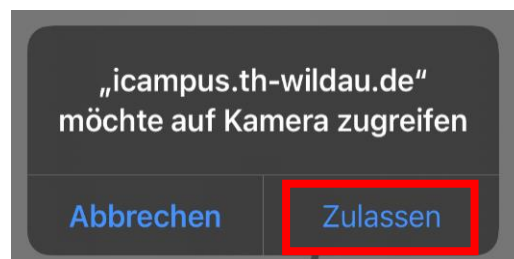 „icampus.th-wildau.de“
möchte auf Kamera zugreifen
Abbrechen Zulassen